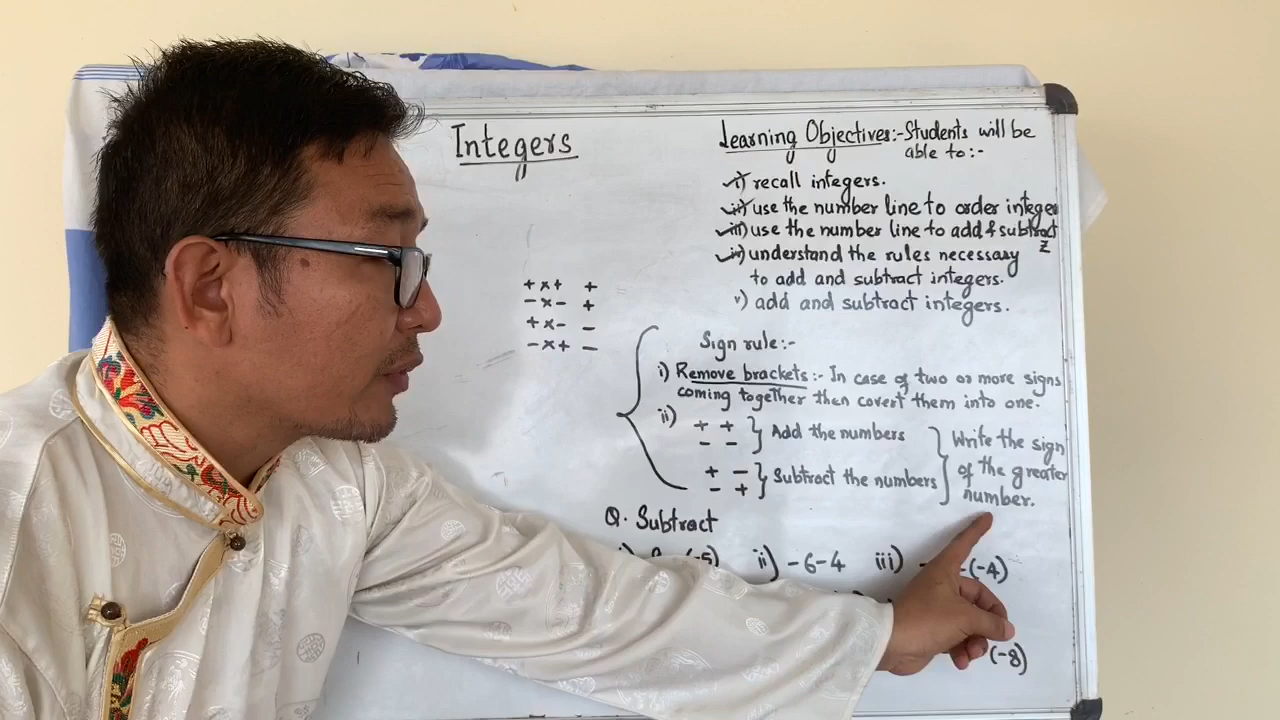 Integers
Learning Objectives:- Students will be
able to:-
i) recall integers.
ii) use the number line to order integer
iii) use the number line to add & subtract
Z
iv) understand the rules necessary
to add and subtract integers.
v) add and subtract integers.
+ × + +
- × - +
+ × - -
- × + -
Sign rule:-
i) Remove brackets:- In case of two or more signs
coming together then covert them into one.
ii)
+ + } Add the numbers
- -
+ - } Subtract the numbers
- +
} Write the sign
of the greater
number.
Q. Subtract
ii) -6-4 iii) - -(-4)
(-8)